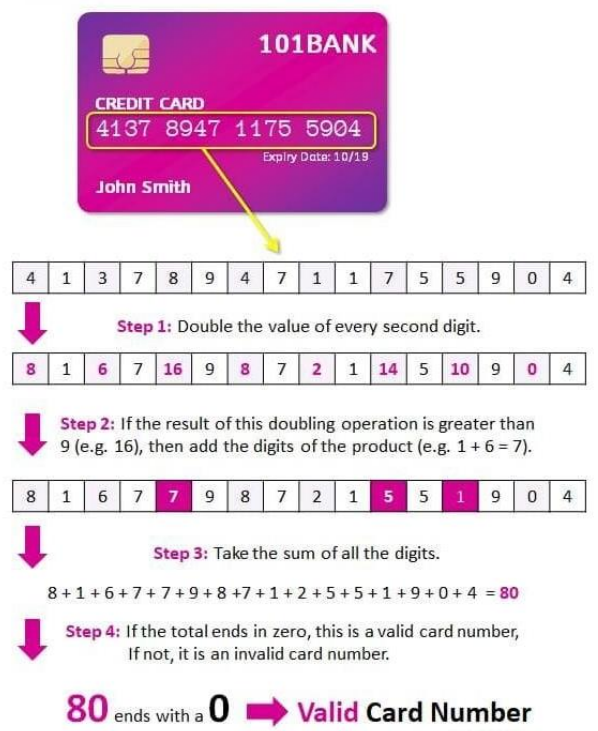 101BANK
CREDIT CARD
4137 8947 1175 5904
Expiry Date: 10/19
John Smith
4 1 3 7 8 9 4 7 1 1 7 5 5 9 0 4
Step 1: Double the value of every second digit.
8 1 6 7 16 9 8 7 2 1 14 5 10 9 0 4
Step 2: If the result of this doubling operation is greater than
9 (e.g. 16), then add the digits of the product (e.g. 1 + 6 = 7).
8 1 6 7 7 9 8 7 2 1 5 5 1 9 0 4
Step 3: Take the sum of all the digits.
8 + 1 + 6 + 7 + 7 + 9 + 8 +7 + 1 + 2 + 5 + 5 + 1 + 9 + 0 + 4 = 80
Step 4: If the total ends in zero, this is a valid card number,
If not, it is an invalid card number.
80 ends with a 0 Valid Card Number